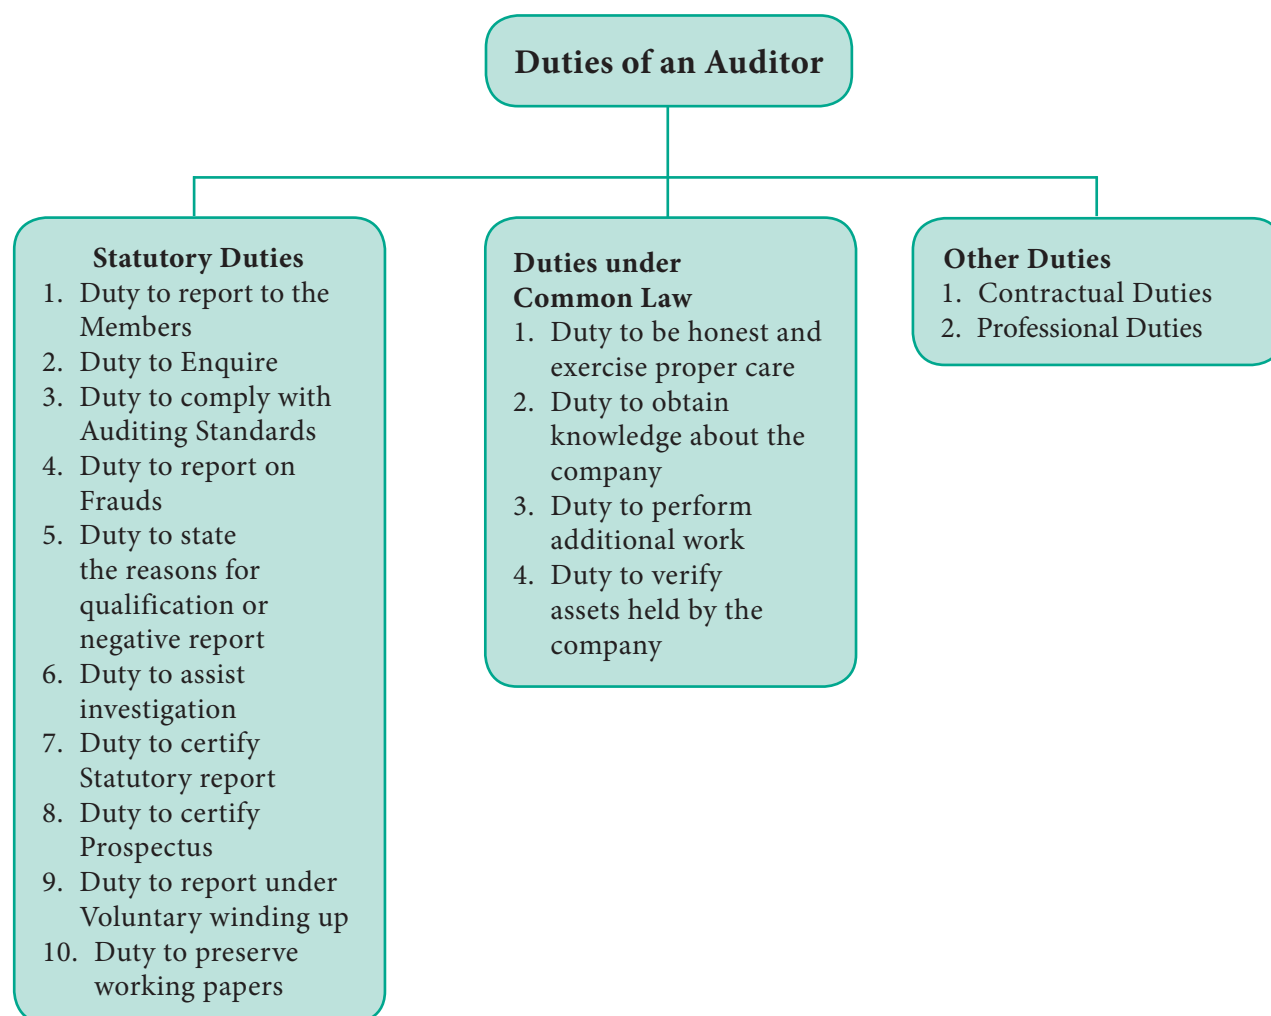 Duties of an Auditor
Statutory Duties
1. Duty to report to the
Members
2. Duty to Enquire
3. Duty to comply with
Auditing Standards
4. Duty to report on
Frauds
5. Duty to state
the reasons for
qualification or
negative report
6. Duty to assist
investigation
7. Duty to certify
Statutory report
8. Duty to certify
Prospectus
9. Duty to report under
Voluntary winding up
10. Duty to preserve
working papers
Duties under
Common Law
1. Duty to be honest and
exercise proper care
2. Duty to obtain
knowledge about the
company
3. Duty to perform
additional work
4. Duty to verify
assets held by the
company
Other Duties
1. Contractual Duties
2. Professional Duties